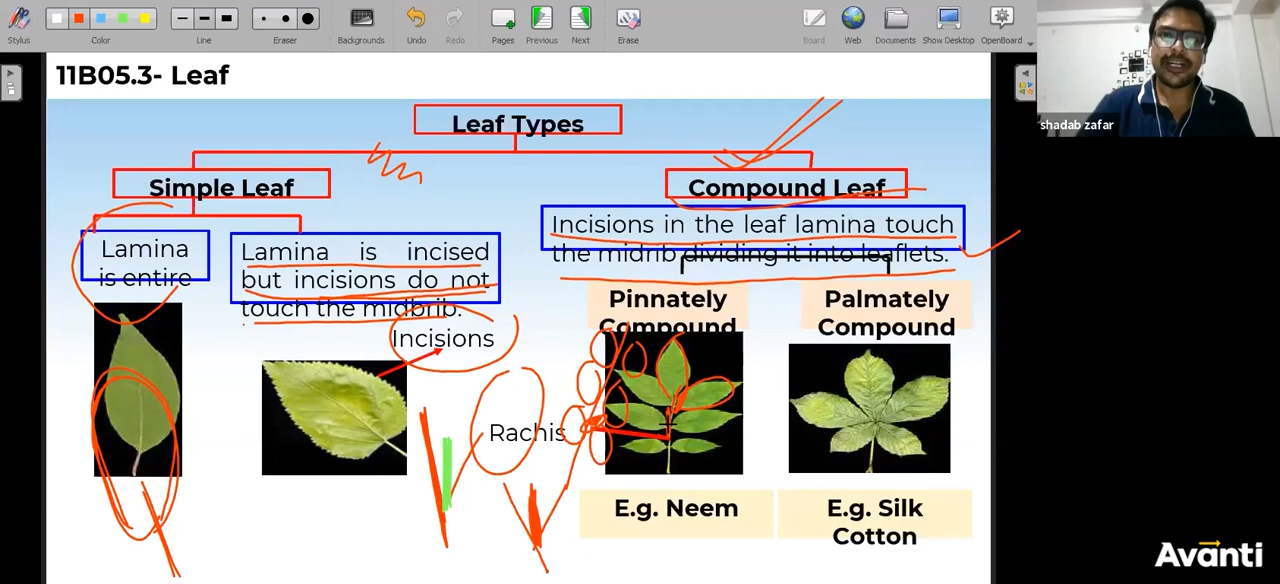 Stylus
Color
Line
Eraser
Backgrounds
Undo
Redo
Pages
Previous
Next
Erase
Board
Web
Documents
Show Desktop
OpenBoard
shadab zafar
11B05.3- Leaf
Leaf Types
Simple Leaf
Compound Leaf
Lamina
is entire
Lamina is incised
but incisions do not
touch the midbrib.
Incisions in the leaf lamina touch
the midrib dividing it into leaflets.
Pinnately
Compound
Palmately
Compound
Incisions
Rachis
E.g. Neem
E.g. Silk
Cotton
Avanti